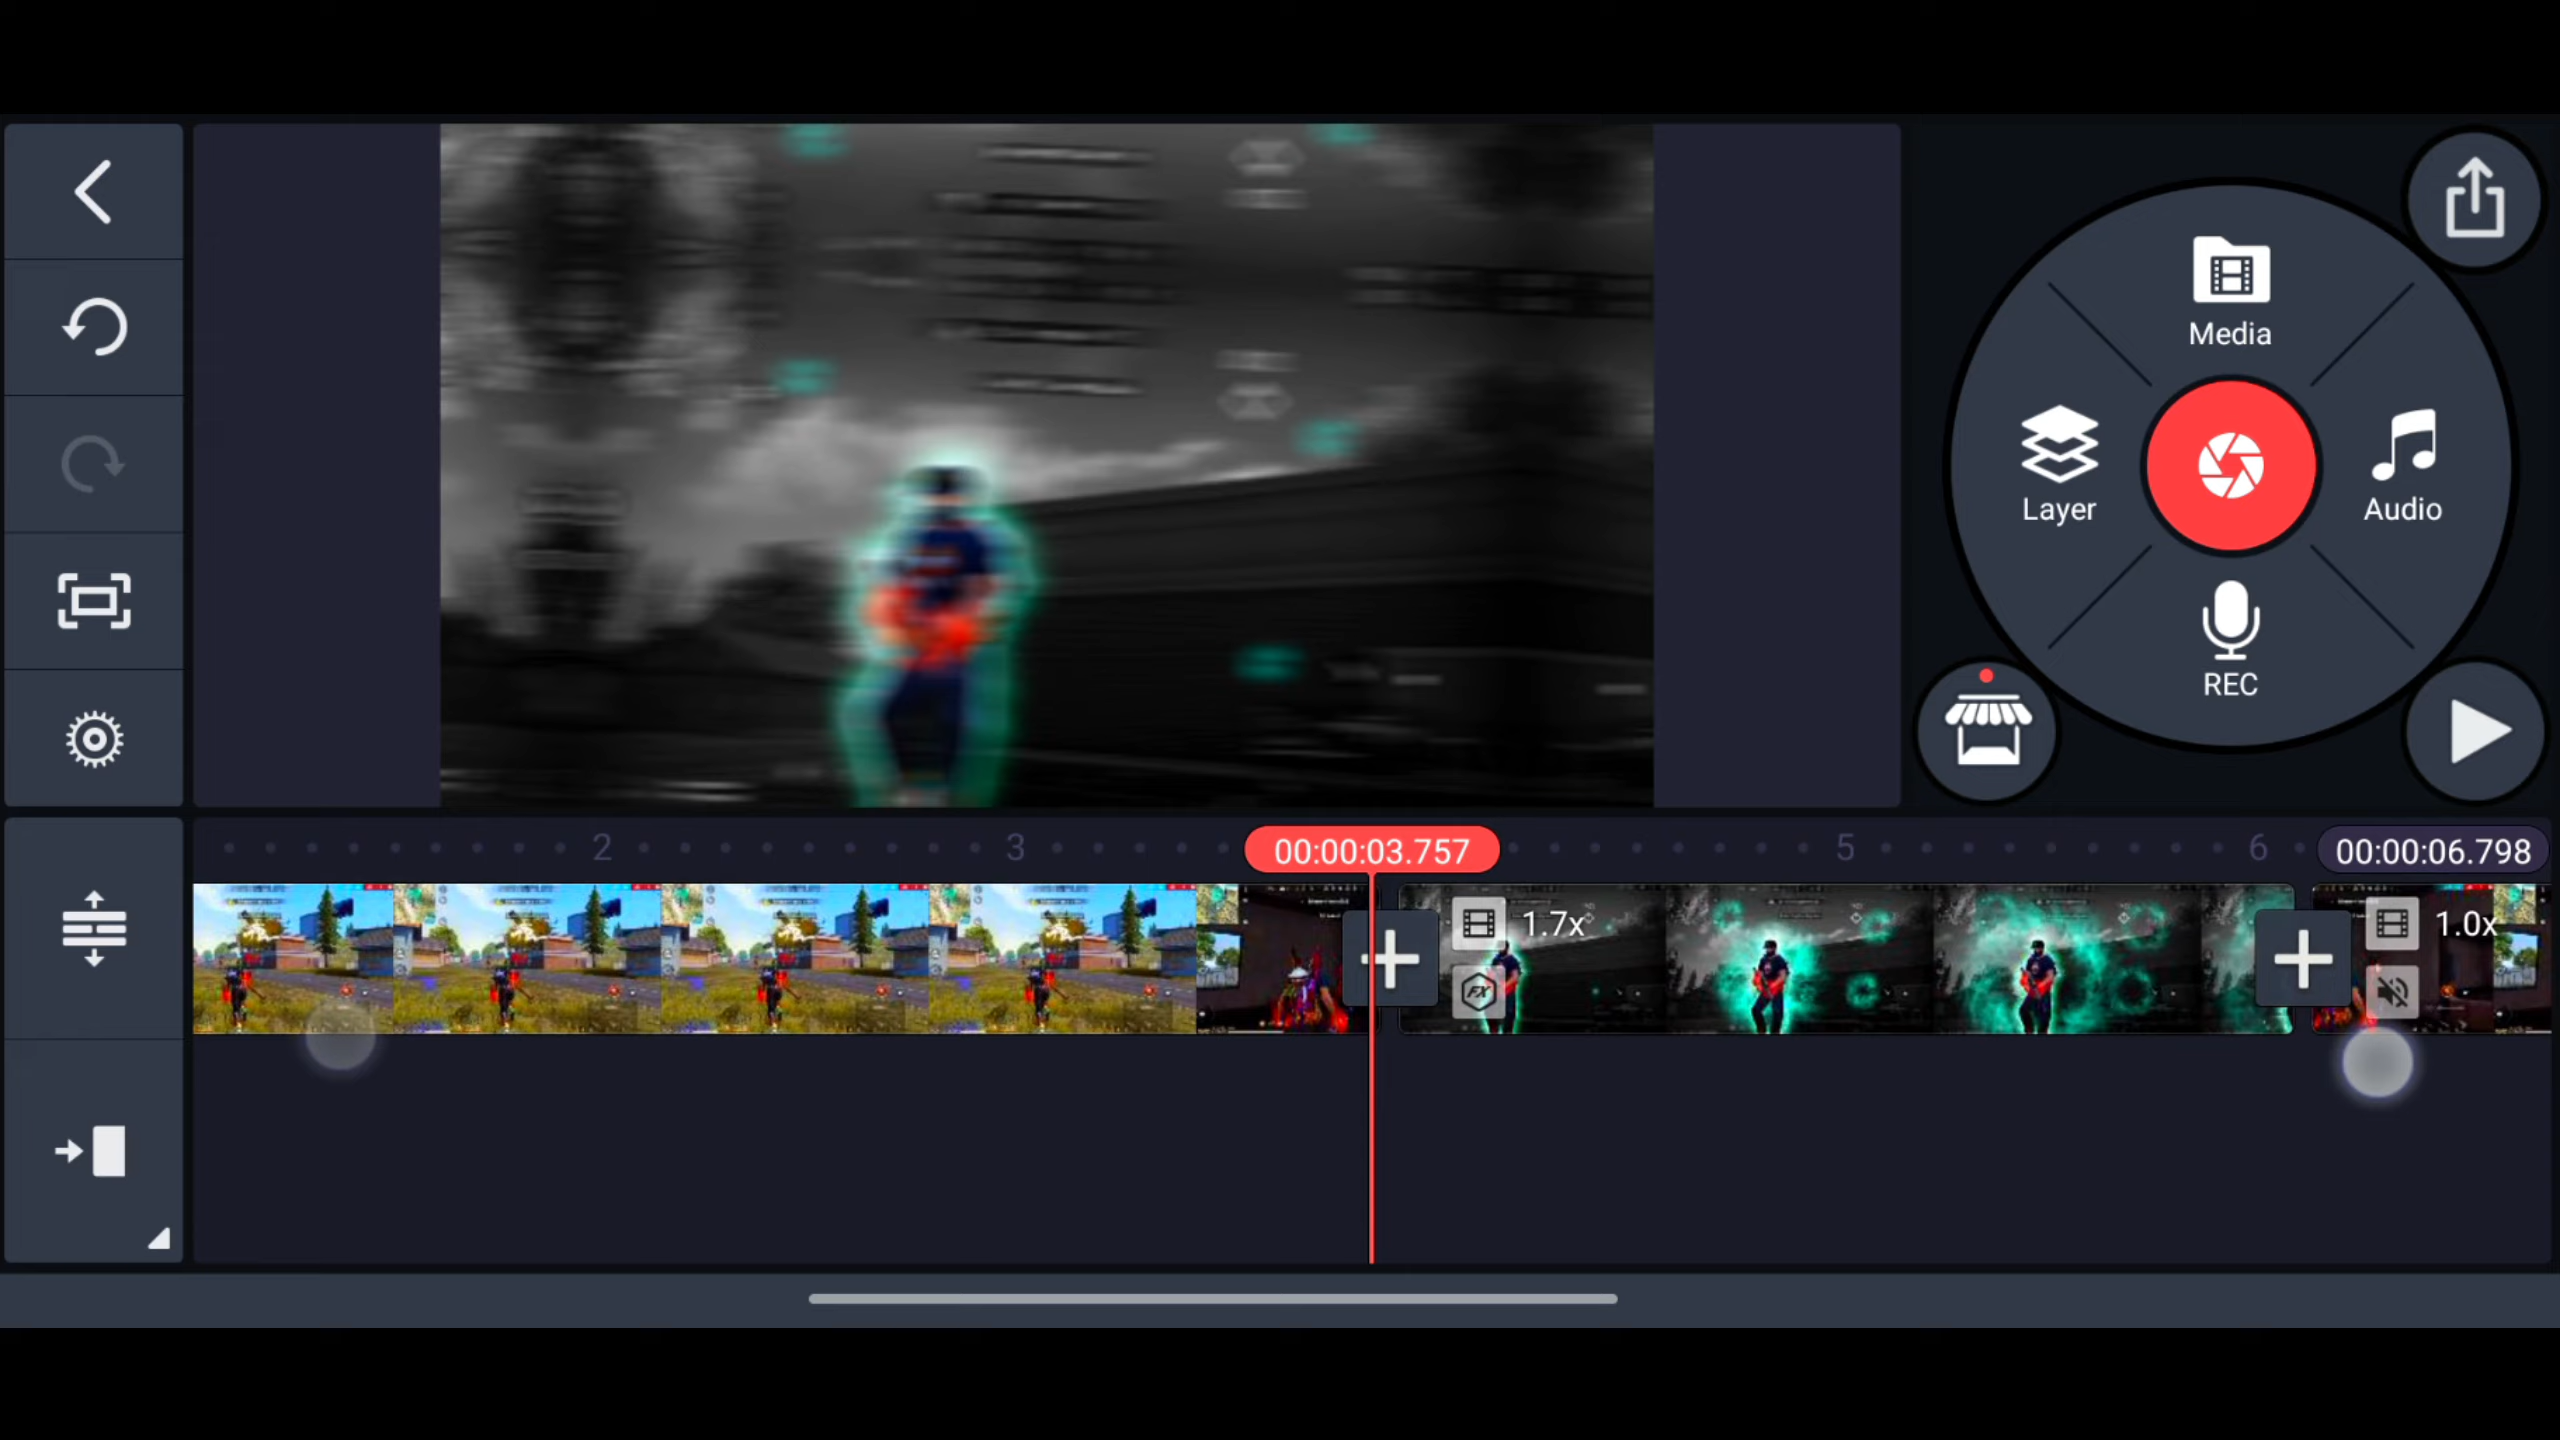 Media
Layer
Audio
REC
2
3
00:00:03.757
5
6
00:00:06.798
1.7x
1.0x
FX